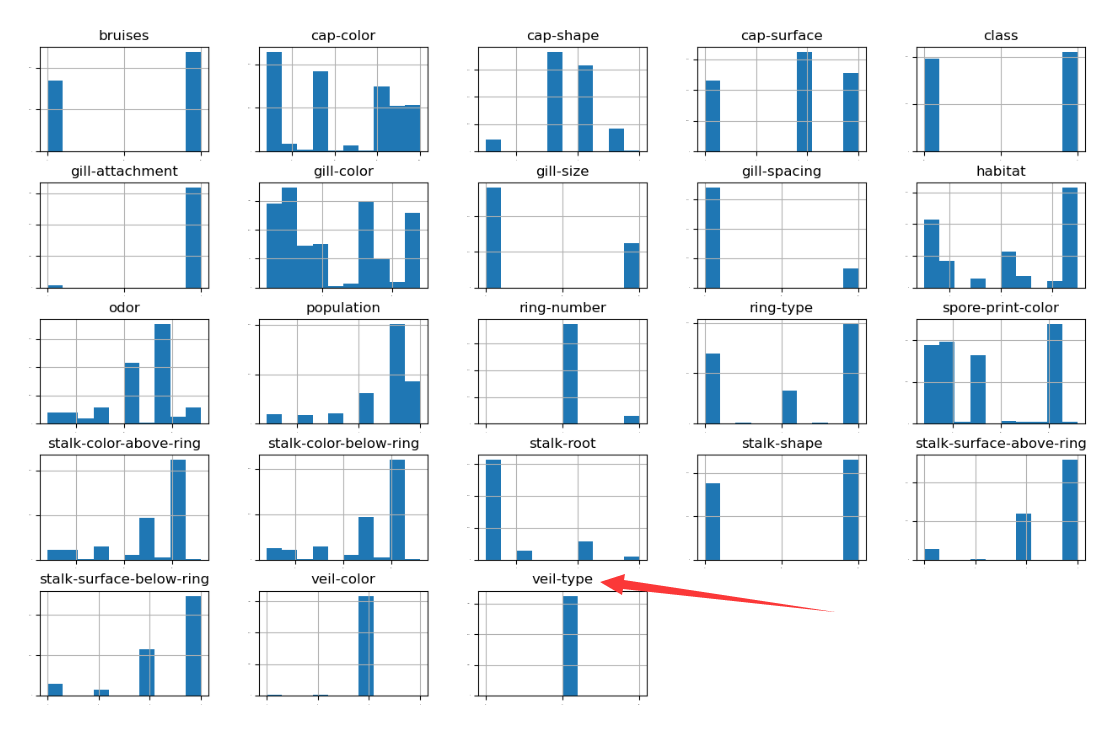 bruises
cap-color
cap-shape
cap-surface
class
gill-attachment
gill-color
gill-size
gill-spacing
habitat
odor
population
ring-number
ring-type
spore-print-color
stalk-color-above-ring
stalk-color-below-ring
stalk-root
stalk-shape
stalk-surface-above-ring
stalk-surface-below-ring
veil-color
veil-type